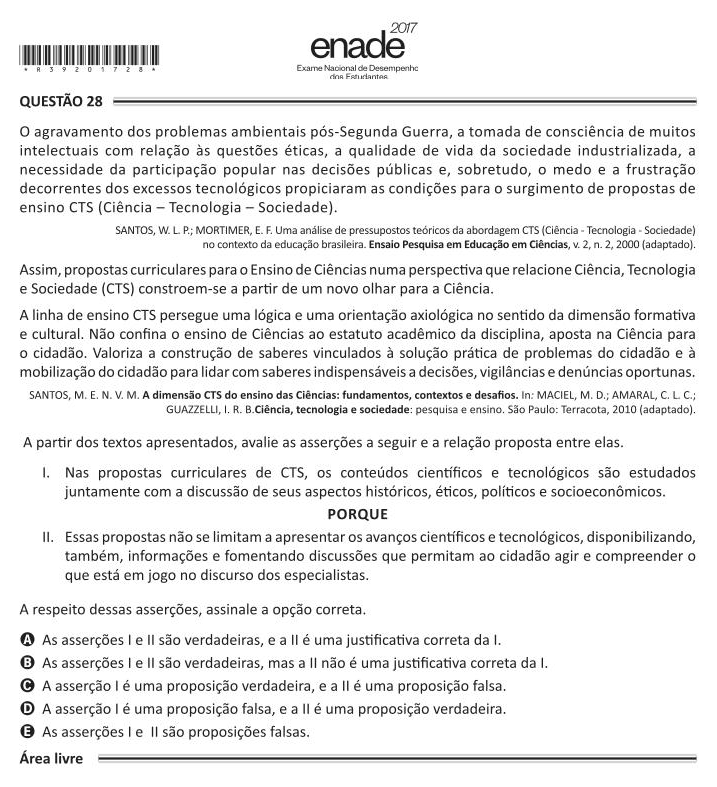 2017
enade
Exame Nacional de Desempenho
dos Estudantes
* R 3 9 2 0 1 7 2 8 *
QUESTÃO 28
O agravamento dos problemas ambientais pós-Segunda Guerra, a tomada de consciência de muitos
intelectuais com relação às questões éticas, a qualidade de vida da sociedade industrializada, a
necessidade da participação popular nas decisões públicas e, sobretudo, o medo e a frustração
decorrentes dos excessos tecnológicos propiciaram as condições para o surgimento de propostas de
ensino CTS (Ciência – Tecnologia – Sociedade).
SANTOS, W. L. P.; MORTIMER, E. F. Uma análise de pressupostos teóricos da abordagem CTS (Ciência - Tecnologia - Sociedade)
no contexto da educação brasileira. Ensaio Pesquisa em Educação em Ciências, v. 2, n. 2, 2000 (adaptado).
Assim, propostas curriculares para o Ensino de Ciências numa perspectiva que relacione Ciência, Tecnologia
e Sociedade (CTS) constroem-se a partir de um novo olhar para a Ciência.
A linha de ensino CTS persegue uma lógica e uma orientação axiológica no sentido da dimensão formativa
e cultural. Não confina o ensino de Ciências ao estatuto acadêmico da disciplina, aposta na Ciência para
o cidadão. Valoriza a construção de saberes vinculados à solução prática de problemas do cidadão e à
mobilização do cidadão para lidar com saberes indispensáveis a decisões, vigilâncias e denúncias oportunas.
SANTOS, M. E. N. V. M. A dimensão CTS do ensino das Ciências: fundamentos, contextos e desafios. In: MACIEL, M. D.; AMARAL, C. L. C.;
GUAZZELLI, I. R. B.Ciência, tecnologia e sociedade: pesquisa e ensino. São Paulo: Terracota, 2010 (adaptado).
A partir dos textos apresentados, avalie as asserções a seguir e a relação proposta entre elas.
I. Nas propostas curriculares de CTS, os conteúdos científicos e tecnológicos são estudados
juntamente com a discussão de seus aspectos históricos, éticos, políticos e socioeconômicos.
PORQUE
II. Essas propostas não se limitam a apresentar os avanços científicos e tecnológicos, disponibilizando,
também, informações e fomentando discussões que permitam ao cidadão agir e compreender o
que está em jogo no discurso dos especialistas.
A respeito dessas asserções, assinale a opção correta.
A As asserções I e II são verdadeiras, e a II é uma justificativa correta da I.
B As asserções I e II são verdadeiras, mas a II não é uma justificativa correta da I.
C A asserção I é uma proposição verdadeira, e a II é uma proposição falsa.
D A asserção I é uma proposição falsa, e a II é uma proposição verdadeira.
E As asserções I e II são proposições falsas.
Área livre